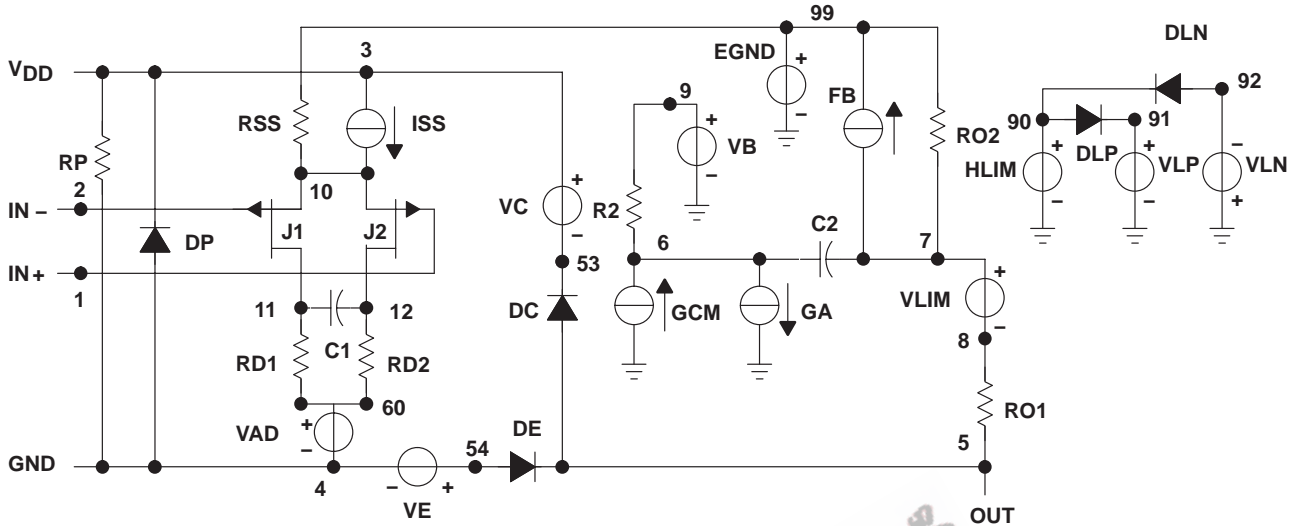 99
DLN
3
EGND
V_DD
92
9
FB
RSS
ISS
90
91
RO2
VB
DLP
RP
HLIM
VLP
VLN
2
10
IN −
VC
R2
C2
J1
J2
6
7
DP
IN +
53
1
VLIM
11
12
DC
GCM
GA
C1
8
RD1
RD2
60
RO1
VAD
DE
54
5
GND
4
VE
OUT
+
−
+
−
+
−
+
−
+
−
+
−
−
+
+
−
+
−
−
+